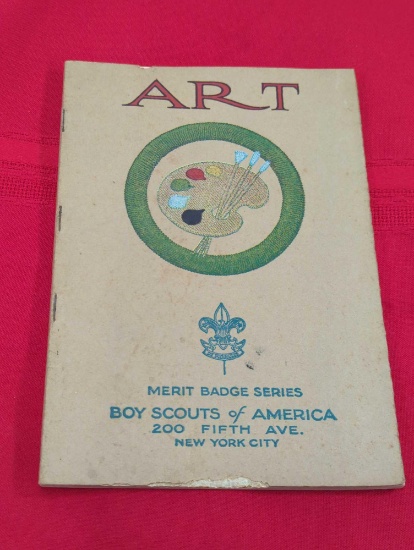 ART
MERIT BADGE SERIES
BOY SCOUTS of AMERICA
200 FIFTH AVE.
NEW YORK CITY